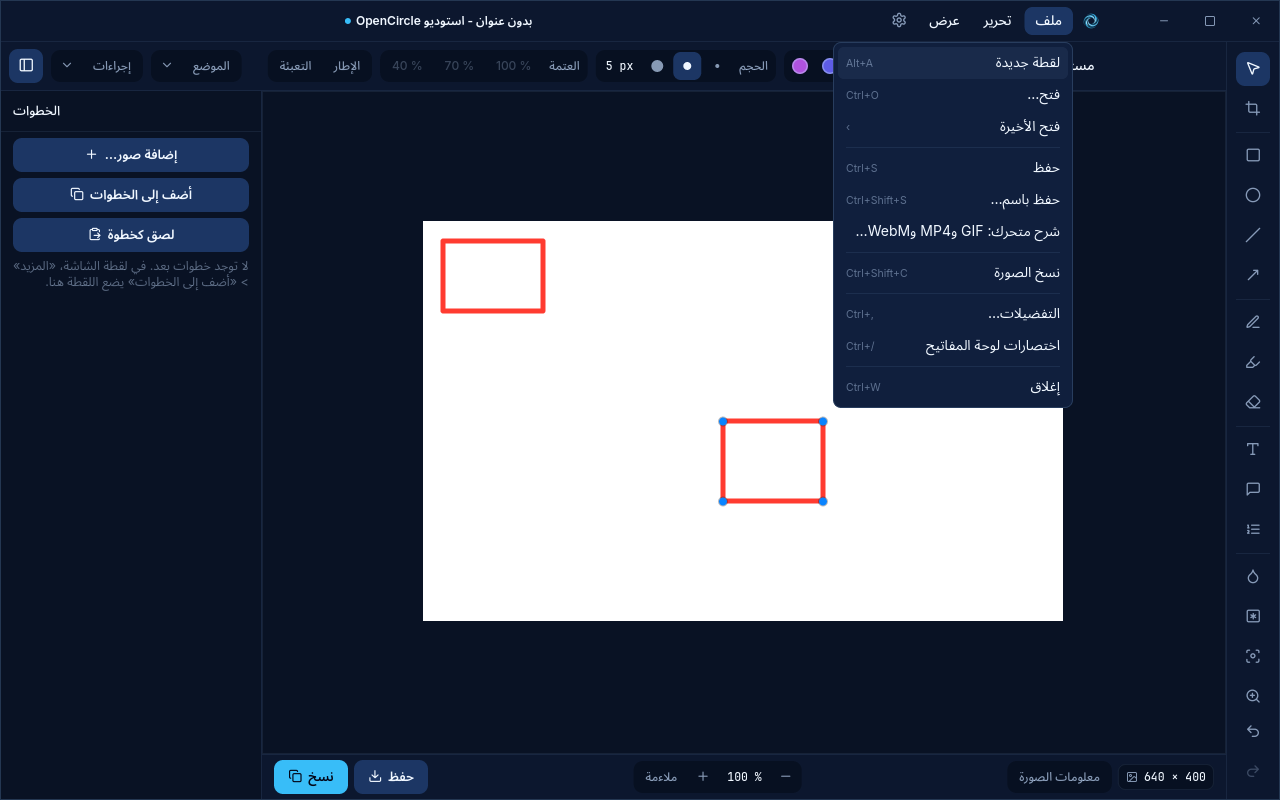 ملف
تحرير
عرض
بدون عنوان - استوديو OpenCircle
الحجم
5 px
العتمة
100 %
70 %
40 %
الإطار
التعبئة
الموضع
إجراءات
لقطة جديدة Alt+A
فتح... Ctrl+O
فتح الأخيرة
حفظ Ctrl+S
حفظ باسم... Ctrl+Shift+S
شرح متحرك: GIF وMP4 وWebM...
نسخ الصورة Ctrl+Shift+C
التفضيلات... Ctrl+,
اختصارات لوحة المفاتيح Ctrl+/
إغلاق Ctrl+W
الخطوات
إضافة صور...
أضف إلى الخطوات
لصق كخطوة
لا توجد خطوات بعد. في لقطة الشاشة، «المزيد»
> «أضف إلى الخطوات» يضع اللقطة هنا.
640 × 400
معلومات الصورة
100 %
ملاءمة
حفظ
نسخ